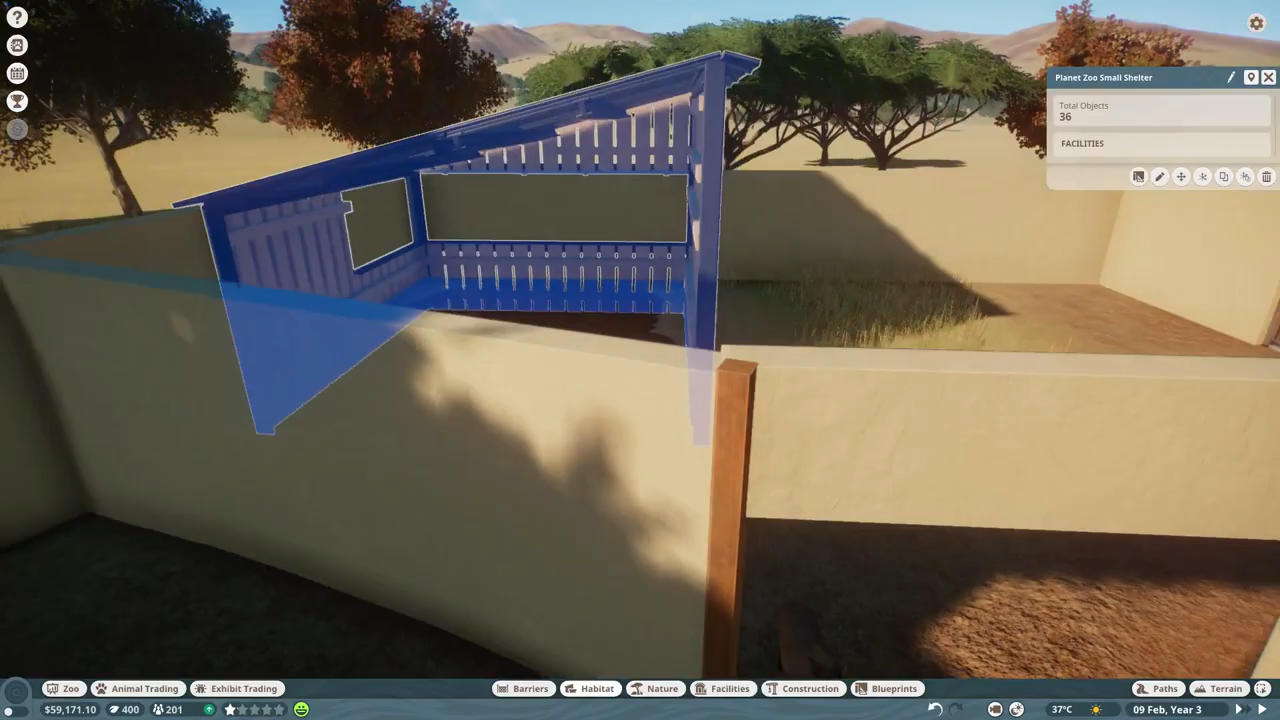 Planet Zoo Small Shelter
Total Objects
36
FACILITIES
Zoo
Animal Trading
Exhibit Trading
Barriers
Habitat
Nature
Facilities
Construction
Blueprints
Paths
Terrain
$59,171.10
400
201
37°C
09 Feb, Year 3